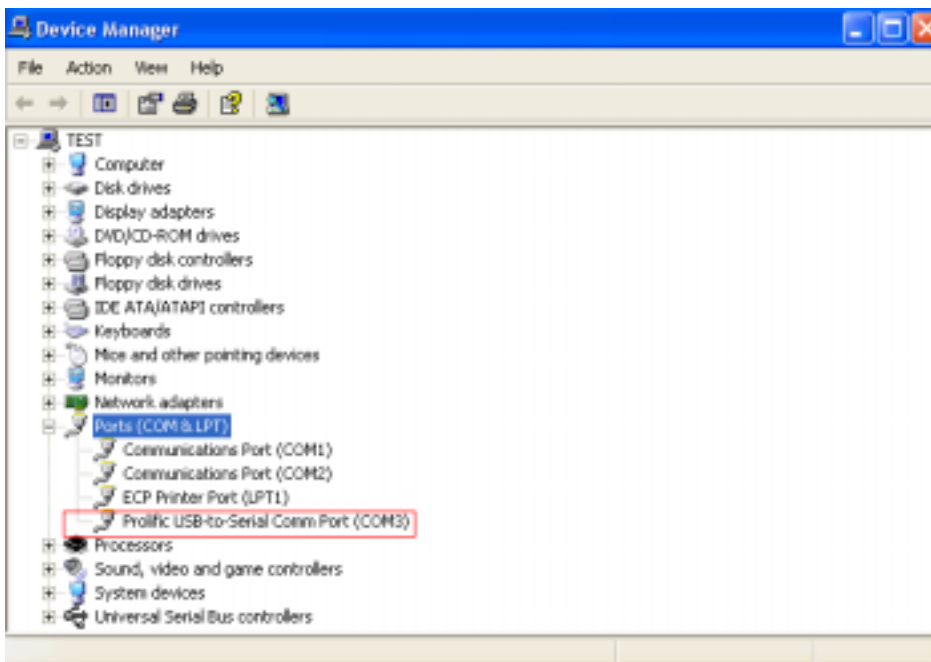 Device Manager
File Action View Help
TEST
Computer
Disk drives
Display adapters
DVD/CD-ROM drives
Floppy disk controllers
Floppy disk drives
IDE ATA/ATAPI controllers
Keyboards
Mice and other pointing devices
Monitors
Network adapters
Ports (COM & LPT)
Communications Port (COM1)
Communications Port (COM2)
ECP Printer Port (LPT1)
Prolific USB-to-Serial Comm Port (COM3)
Processors
Sound, video and game controllers
System devices
Universal Serial Bus controllers